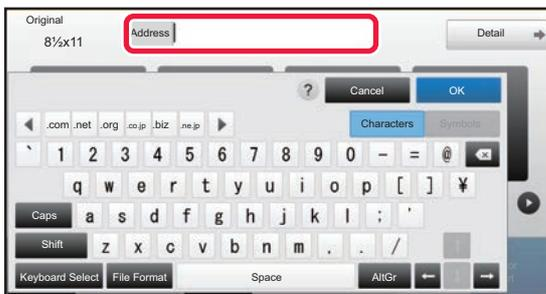 Original
8½x11
Address
Detail
? Cancel OK
.com .net .org .co.jp .biz .ne.jp
Characters Symbols
` 1 2 3 4 5 6 7 8 9 0 - = @
q w e r t y u i o p [ ] ¥
Caps a s d f g h j k l ; '
Shift z x c v b n m . . /
Keyboard Select File Format Space AltGr